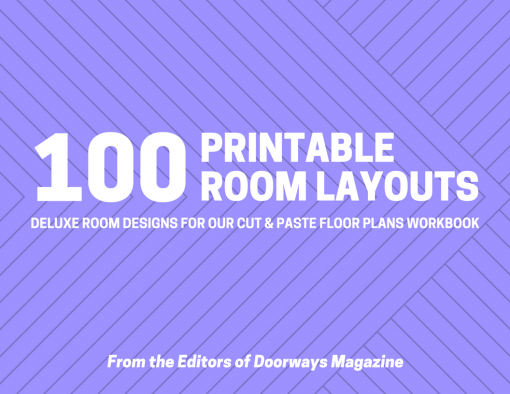 100 PRINTABLE
ROOM LAYOUTS
DELUXE ROOM DESIGNS FOR OUR CUT & PASTE FLOOR PLANS WORKBOOK
From the Editors of Doorways Magazine